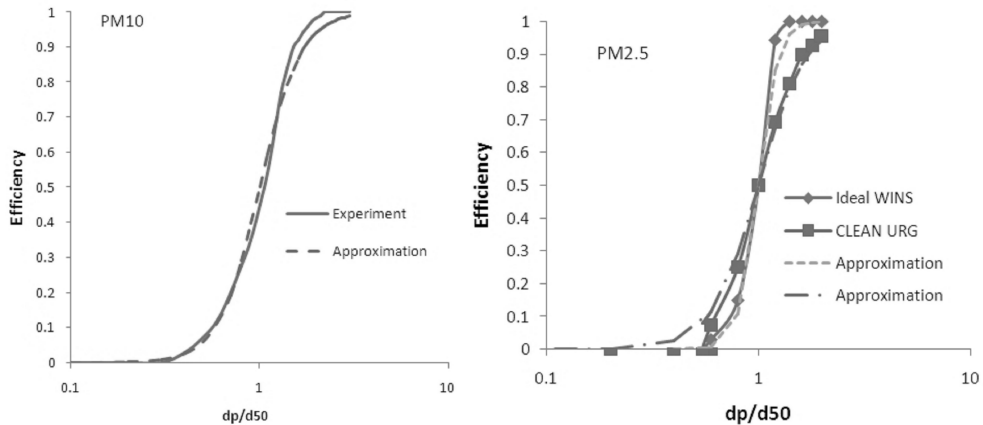 PM10
1
0.9
0.8
0.7
0.6
0.5
0.4
0.3
0.2
0.1
0
Efficiency
0.1
1
10
dp/d50
Experiment
Approximation
PM2.5
1
0.9
0.8
0.7
0.6
0.5
0.4
0.3
0.2
0.1
0
Efficiency
0.1
1
10
dp/d50
Ideal WINS
CLEAN URG
Approximation
Approximation